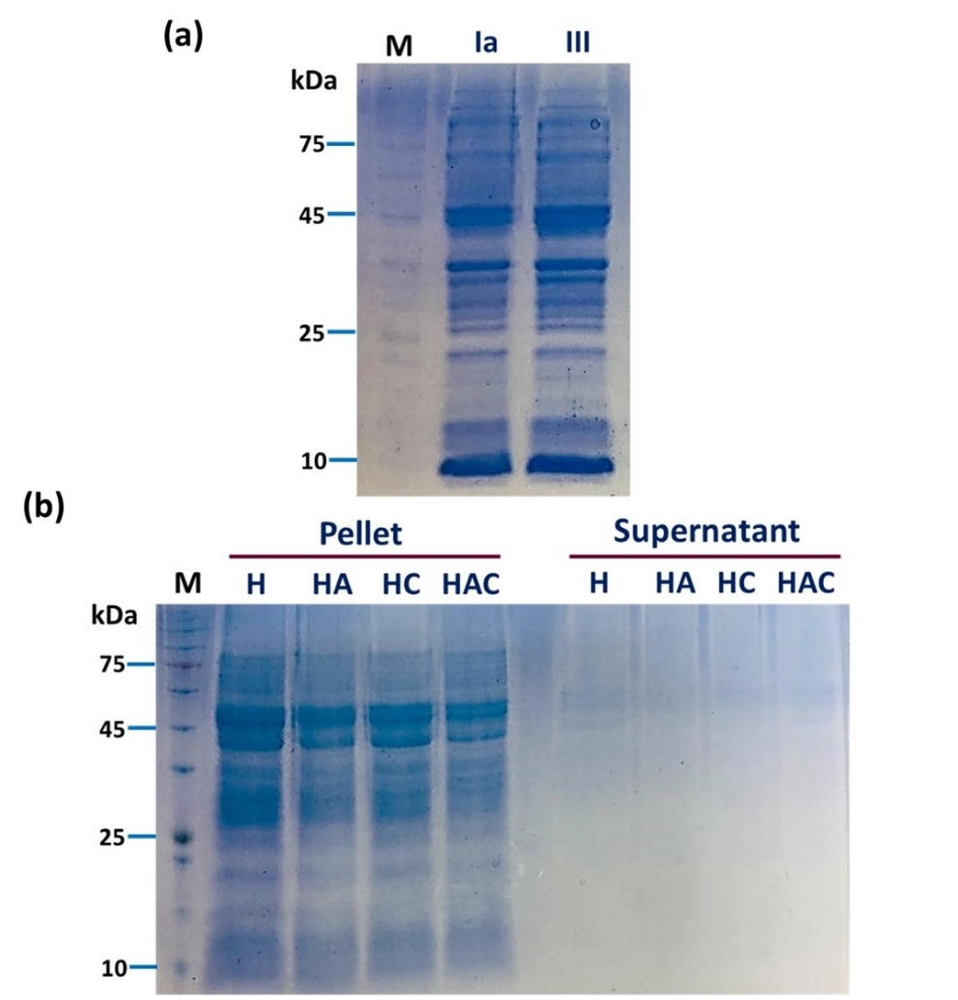 (a)
M Ia III
kDa
75
45
25
10
(b)
Pellet Supernatant
M H HA HC HAC H HA HC HAC
kDa
75
45
25
10